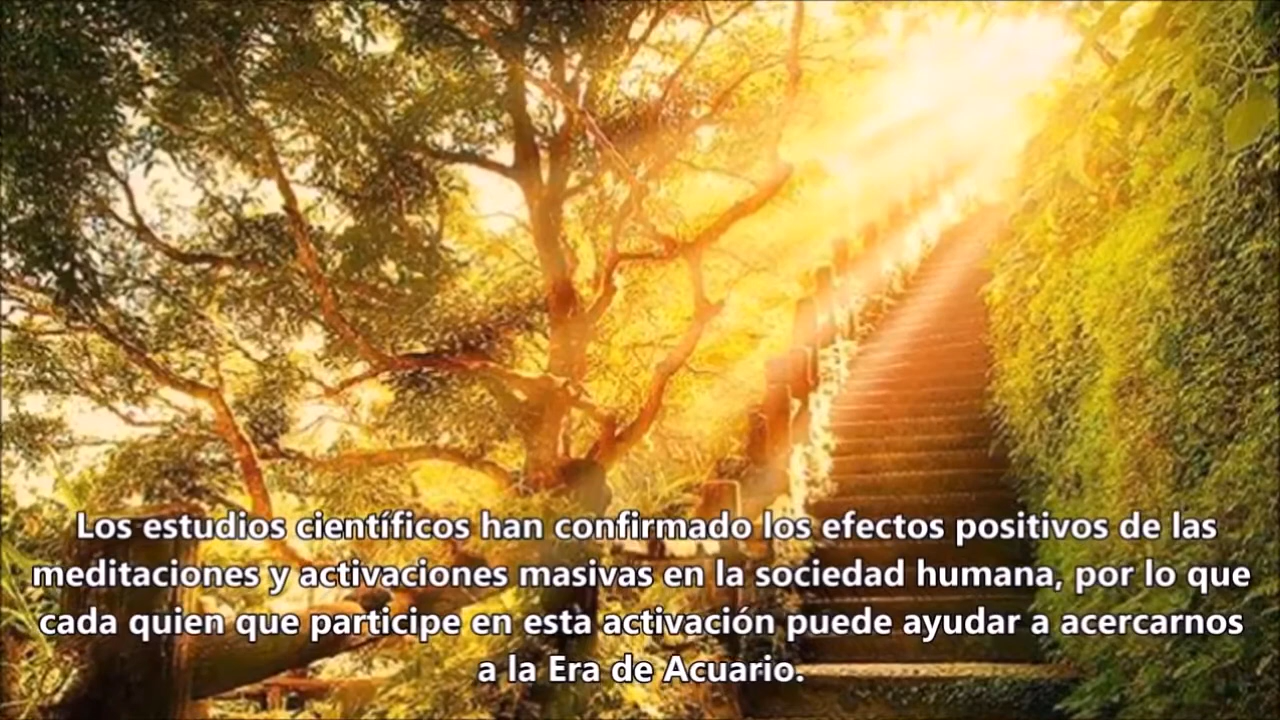 Los estudios científicos han confirmado los efectos positivos de las
meditaciones y activaciones masivas en la sociedad humana, por lo que
cada quien que participe en esta activación puede ayudar a acercarnos
a la Era de Acuario.